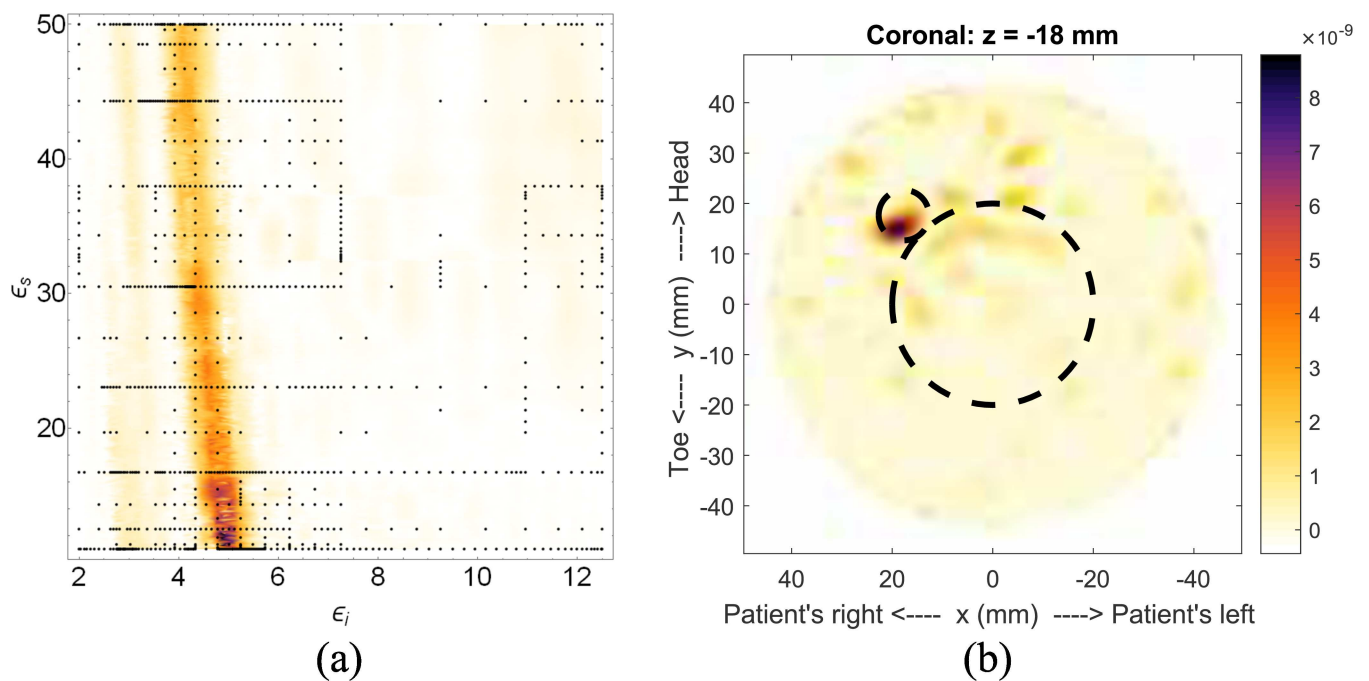 50
40
30
20
ϵs
2 4 6 8 10 12
ϵi
(a)
Coronal: z = -18 mm
×10⁻⁹
Toe <---- y (mm) ----> Head
40
30
20
10
0
-10
-20
-30
-40
40 20 0 -20 -40
Patient's right <---- x (mm) ----> Patient's left
8
7
6
5
4
3
2
1
0
(b)